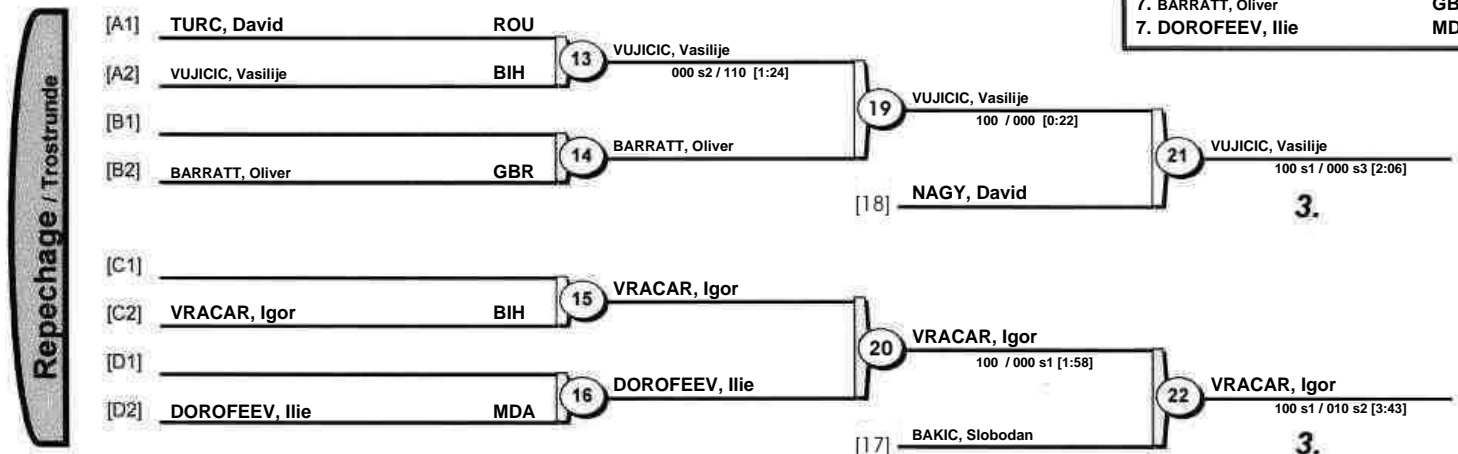 7. BARRATT, Oliver GB
7. DOROFEEV, Ilie MD
Repechage / Trostrunde
[A1] TURC, David ROU
[A2] VUJICIC, Vasilije BIH
13
VUJICIC, Vasilije
000 s2 / 110 [1:24]
[B1]
[B2] BARRATT, Oliver GBR
14
BARRATT, Oliver
19
VUJICIC, Vasilije
100 / 000 [0:22]
[18] NAGY, David
21
VUJICIC, Vasilije
100 s1 / 000 s3 [2:06]
3.
[C1]
[C2] VRACAR, Igor BIH
15
VRACAR, Igor
[D1]
[D2] DOROFEEV, Ilie MDA
16
DOROFEEV, Ilie
20
VRACAR, Igor
100 / 000 s1 [1:58]
[17] BAKIC, Slobodan
22
VRACAR, Igor
100 s1 / 010 s2 [3:43]
3.